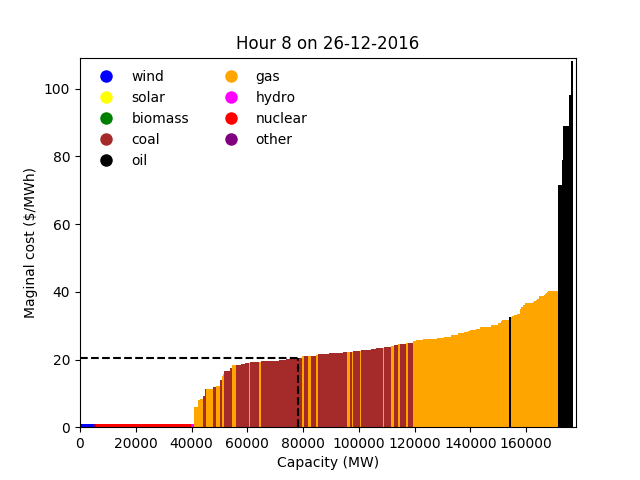 Hour 8 on 26-12-2016
Maginal cost ($/MWh)
100
80
60
40
20
0
wind
solar
biomass
coal
oil
gas
hydro
nuclear
other
0 20000 40000 60000 80000 100000 120000 140000 160000
Capacity (MW)